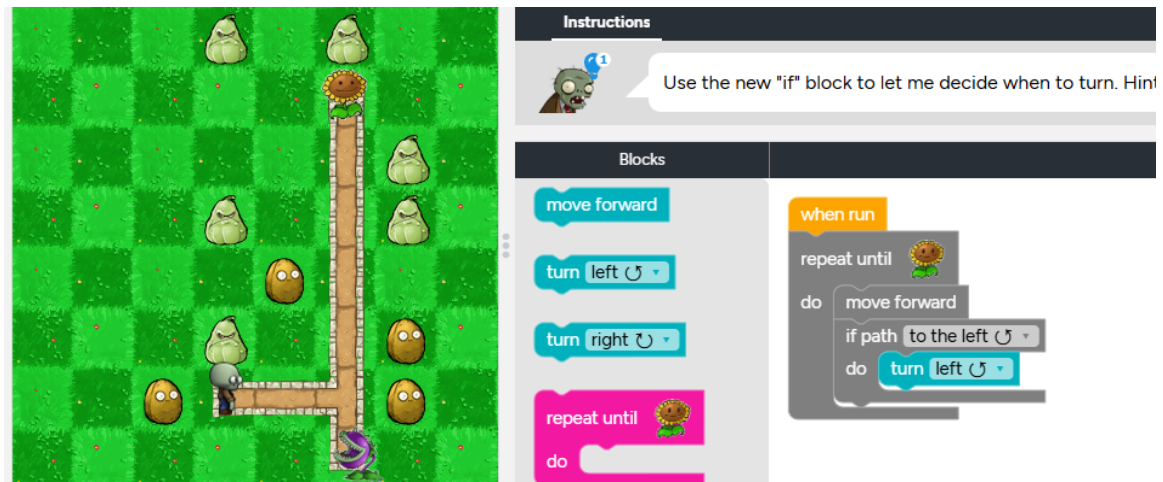 Instructions
1
Use the new "if" block to let me decide when to turn. Hint
Blocks
move forward
turn left ↺ ▾
turn right ↻ ▾
repeat until
do
when run
repeat until
do
move forward
if path to the left ↺ ▾
do turn left ↺ ▾